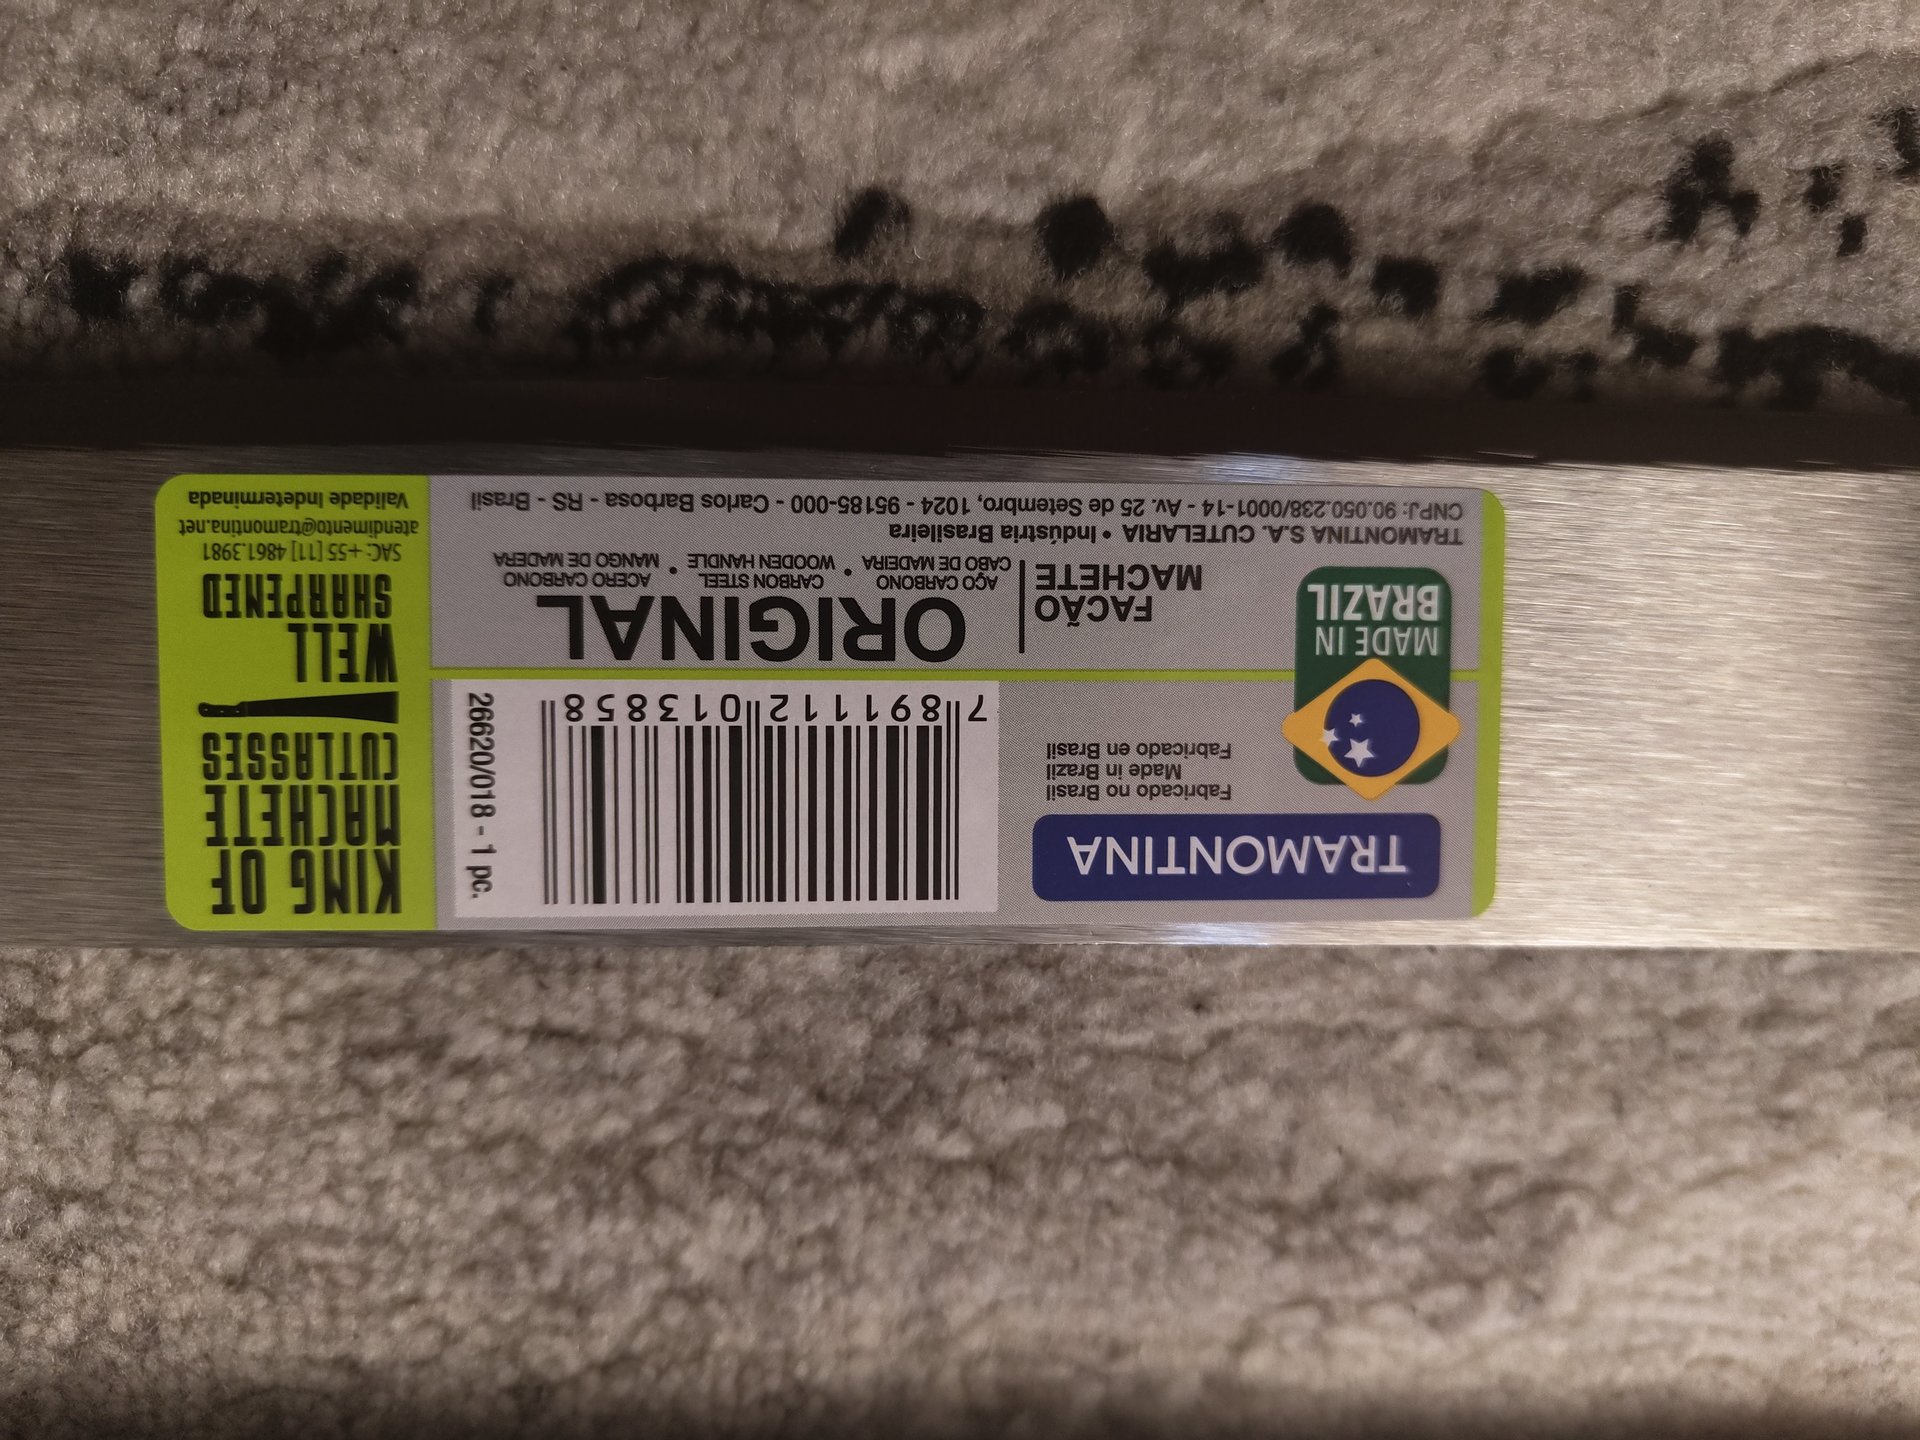 TRAMONTINA
Fabricado no Brasil
Made in Brazil
Fabricado en Brasil
MADE IN
BRAZIL
7 891112 013858
26620/018 - 1 pc.
FACÃO
MACHETE
ORIGINAL
AÇO CARBONO
CABO DE MADEIRA
•
CARBON STEEL
WOODEN HANDLE
•
ACERO CARBONO
MANGO DE MADERA
TRAMONTINA S.A. CUTELARIA • Indústria Brasileira
CNPJ: 90.050.238/0001-14 - Av. 25 de Setembro, 1024 - 95185-000 - Carlos Barbosa - RS - Brasil
KING OF
MACHETE
CUTLASSES
WELL
SHARPENED
SAC: +55 [11] 4861.3981
atendimento@tramontina.net
Validade Indeterminada